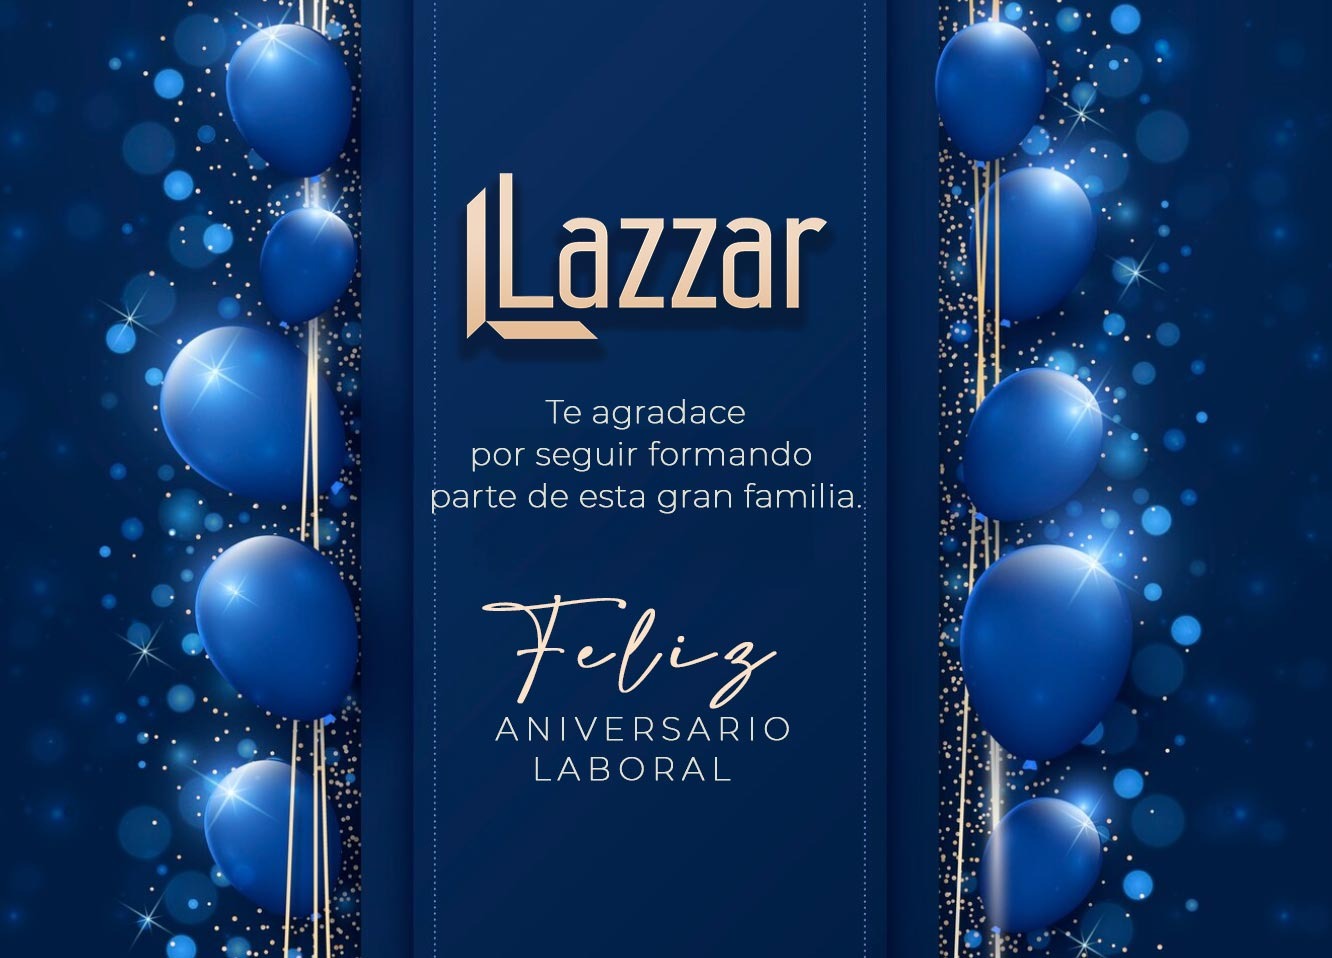 Lazzar
Te agradace
por seguir formando
parte de esta gran familia.
Feliz
ANIVERSARIO
LABORAL